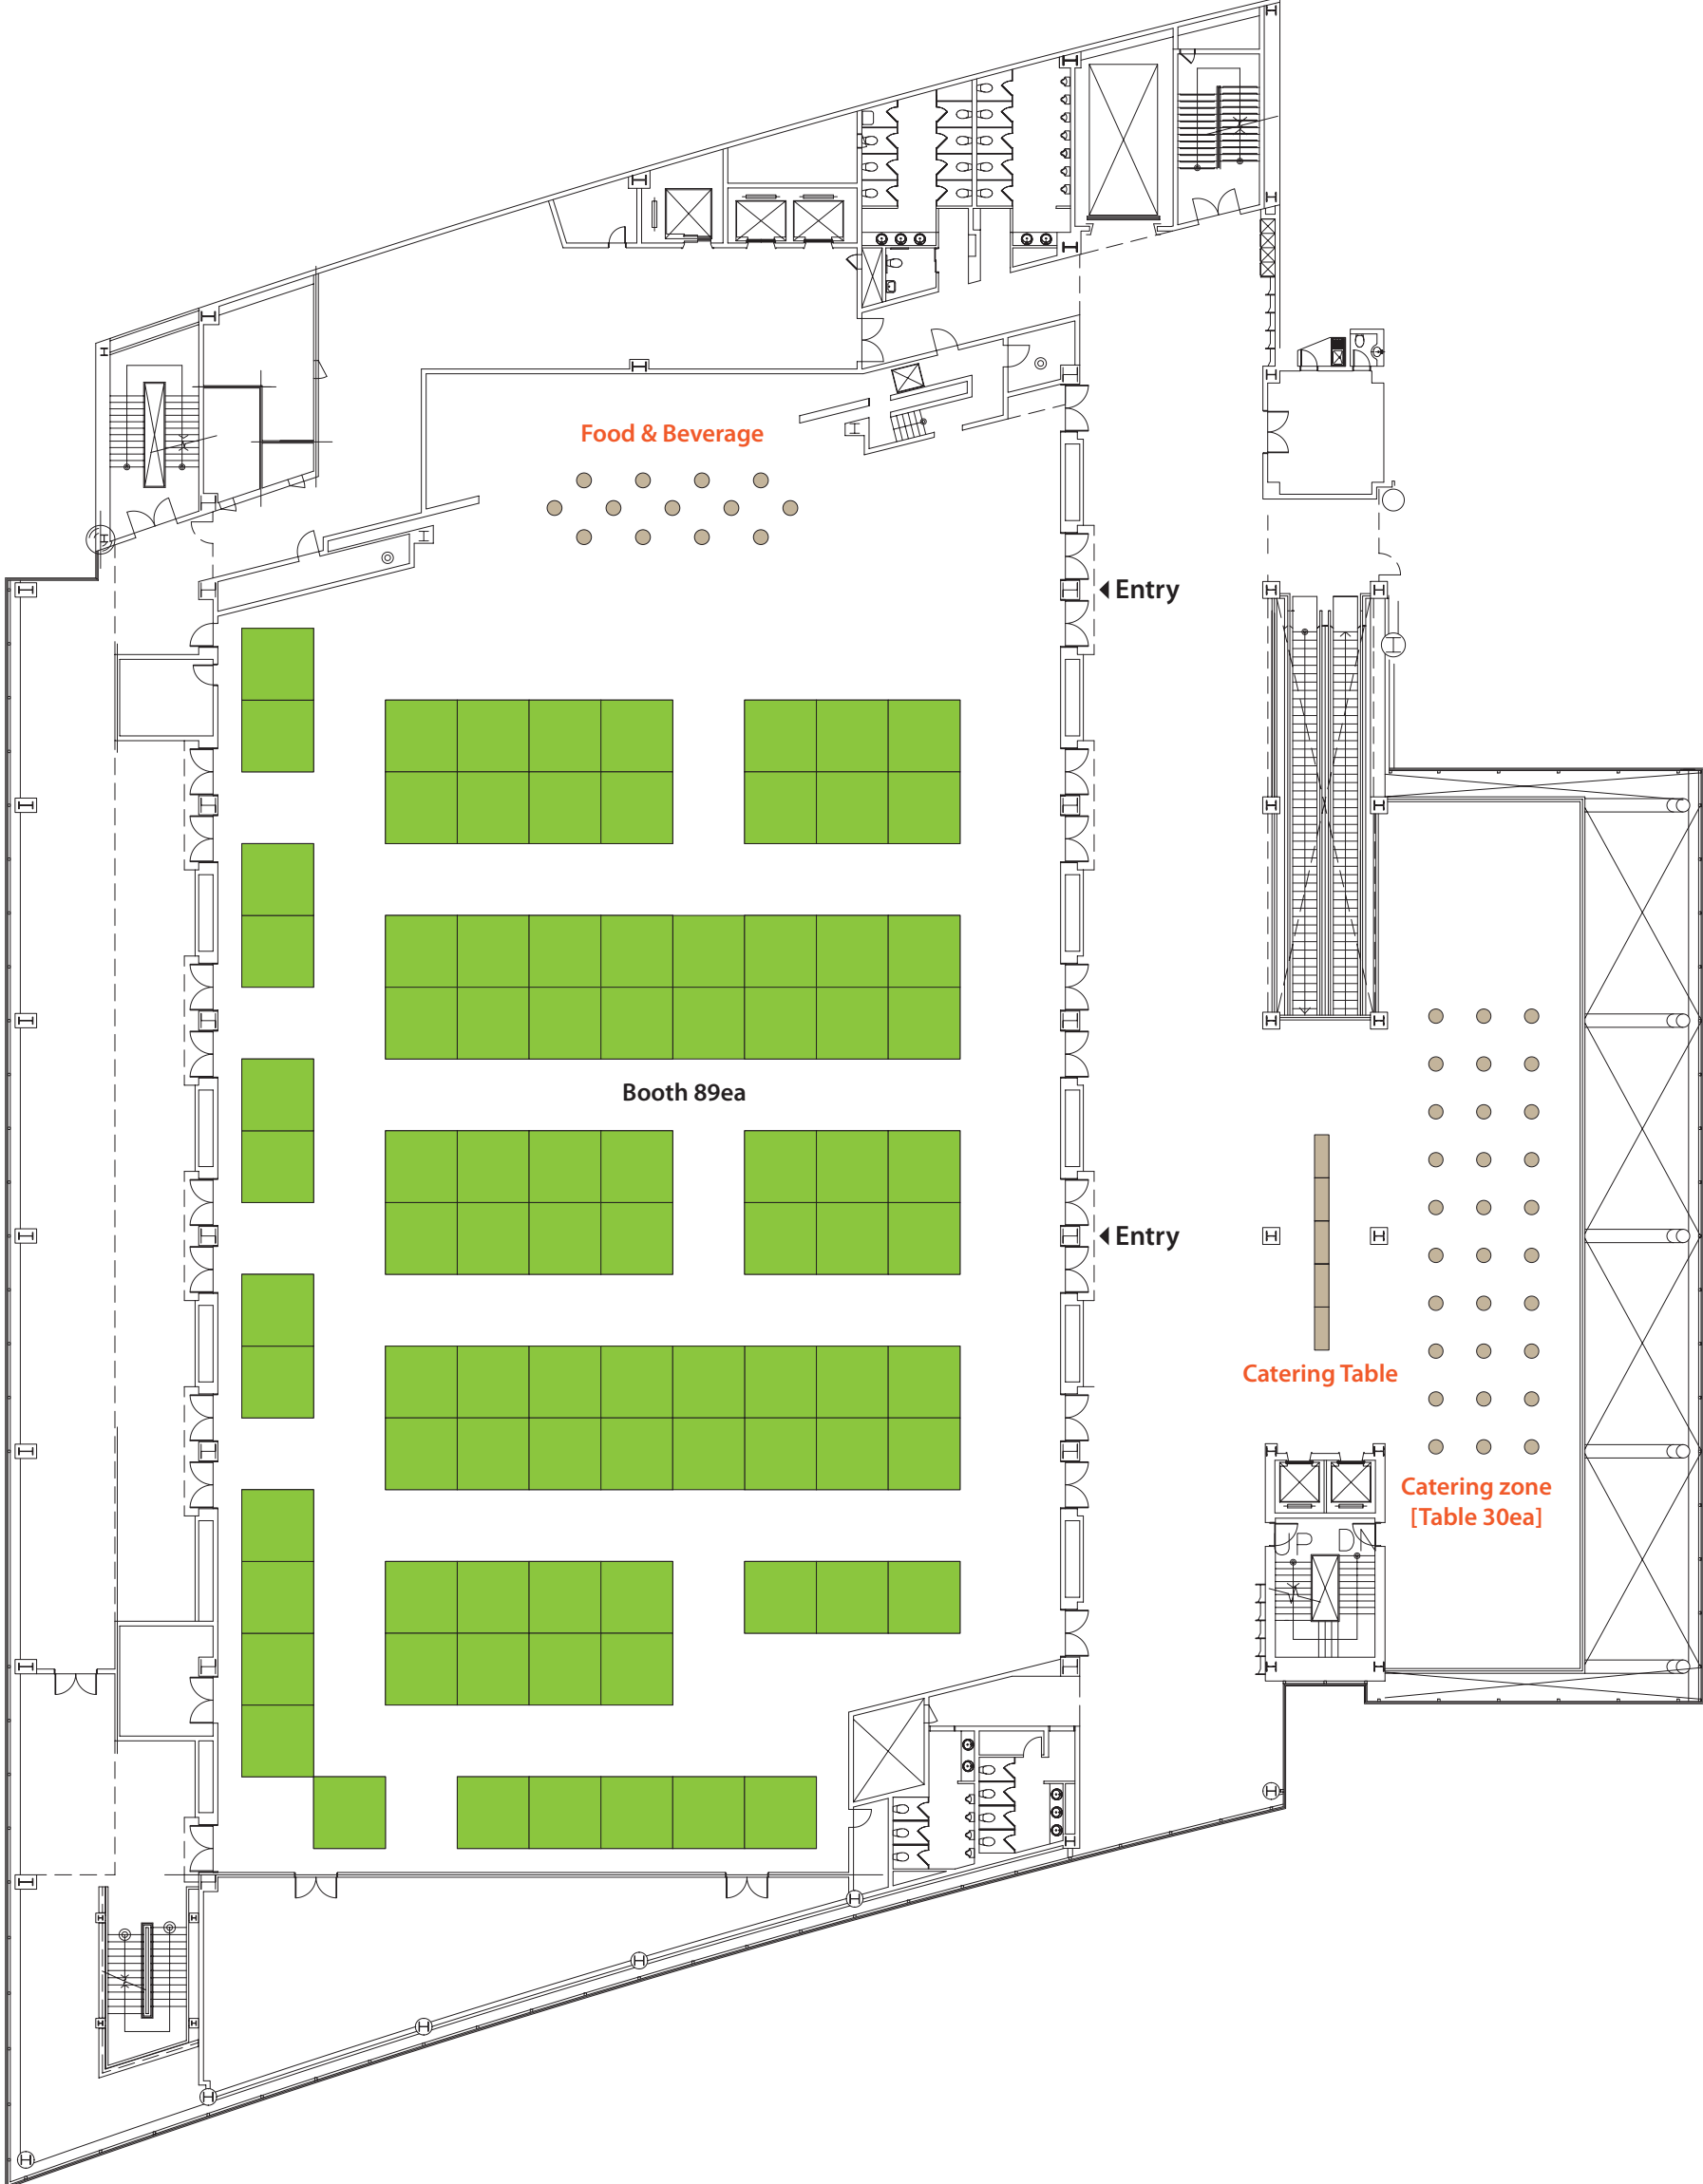 Food & Beverage
Entry
Booth 89ea
Entry
Catering Table
Catering zone
[Table 30ea]
UP DN